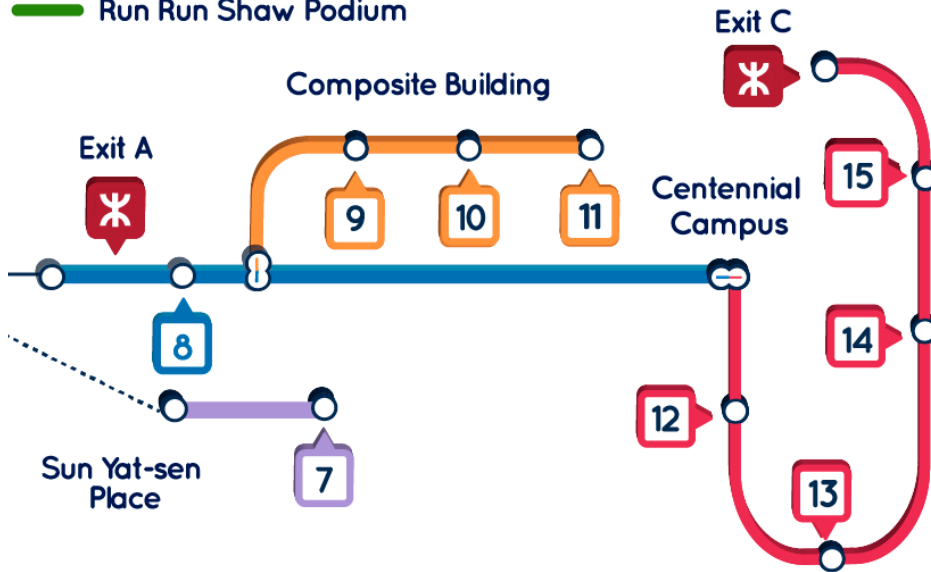 Run Run Shaw Podium
Exit C
Composite Building
Exit A
15
9
10
11
Centennial
Campus
8
14
12
Sun Yat-sen
Place
7
13